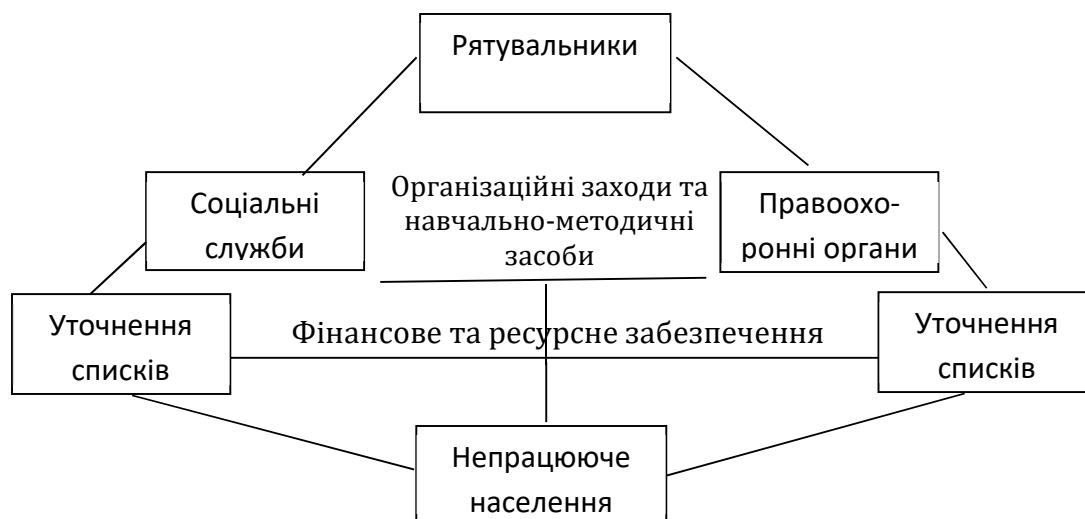 Рятувальники
Соціальні
служби
Організаційні заходи та
навчально-методичні
засоби
Правоохо-
ронні органи
Уточнення
списків
Фінансове та ресурсне забезпечення
Уточнення
списків
Непрацююче
населення